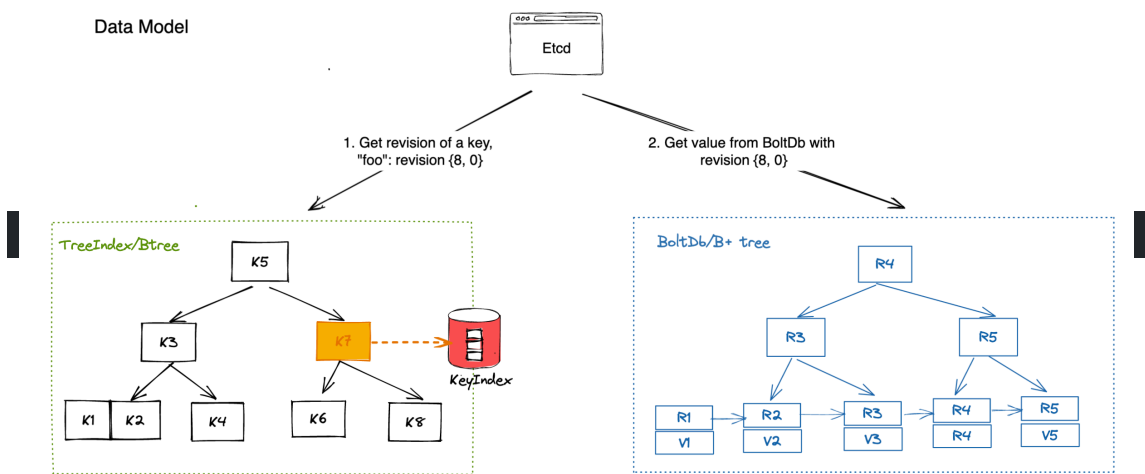 Data Model
Etcd
1. Get revision of a key,
"foo": revision {8, 0}
2. Get value from BoltDb with
revision {8, 0}
TreeIndex/Btree
K5
K3
K7
KeyIndex
K1
K2
K4
K6
K8
BoltDb/B+ tree
R4
R3
R5
R1
R2
R3
R4
R5
V1
V2
V3
R4
V5